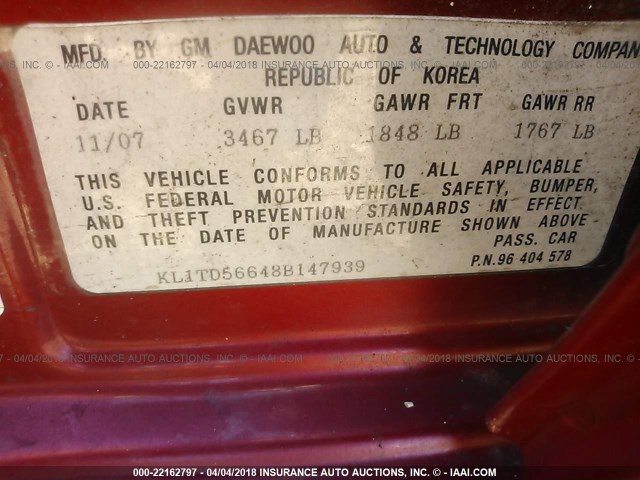 MFD. BY GM DAEWOO AUTO & TECHNOLOGY COMPAN
REPUBLIC OF KOREA
DATE GVWR GAWR FRT GAWR RR
11/07 3467 LB 1848 LB 1767 LB
THIS VEHICLE CONFORMS TO ALL APPLICABLE
U.S. FEDERAL MOTOR VEHICLE SAFETY, BUMPER,
AND THEFT PREVENTION STANDARDS IN EFFECT
ON THE DATE OF MANUFACTURE SHOWN ABOVE
PASS. CAR
KL1TD56648B147939 P.N.96 404 578
000-22162797 - 04/04/2018 INSURANCE AUTO AUCTIONS, INC. - © IAAI.COM